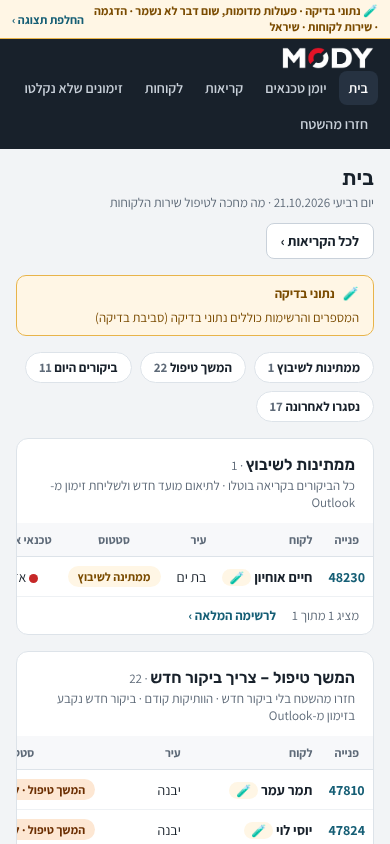 נתוני בדיקה · פעולות מדומות, שום דבר לא נשמר · הדגמה
· שירות לקוחות · שיראל
החלפת תצוגה ›
MODY
בית יומן טכנאים קריאות לקוחות זימונים שלא נקלטו
חזרו מהשטח
בית
יום רביעי 21.10.2026 · מה מחכה לטיפול שירות הלקוחות
לכל הקריאות ›
נתוני בדיקה
המספרים והרשימות כוללים נתוני בדיקה (סביבת בדיקה)
ממתינות לשיבוץ 1 המשך טיפול 22 ביקורים היום 11
נסגרו לאחרונה 17
ממתינות לשיבוץ · 1
כל הביקורים בקריאה בוטלו · לתיאום מועד חדש ולשליחת זימון מ-
Outlook
פנייה לקוח עיר סטטוס טכנאי
48230 חיים אוחיון בת ים ממתינה לשיבוץ
מציג 1 מתוך 1 לרשימה המלאה ›
המשך טיפול – צריך ביקור חדש · 22
חזרו מהשטח בלי ביקור חדש · הוותיקות קודם · ביקור חדש נקבע
בזימון מ-Outlook
פנייה לקוח עיר
47810 תמר עמר יבנה המשך טיפול ·
47824 יוסי לוי יבנה המשך טיפול ·